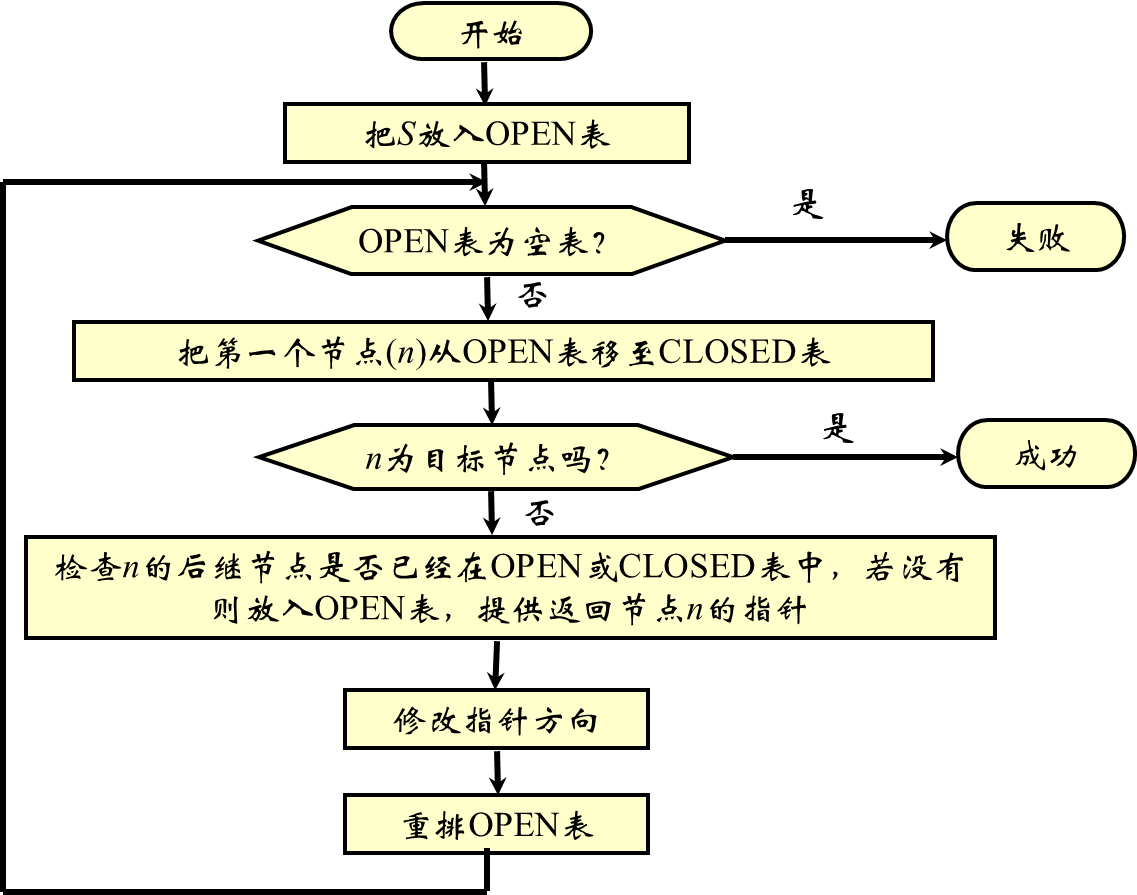 开始
把S放入OPEN表
OPEN表为空表?
是
失败
否
把第一个节点(n)从OPEN表移至CLOSED表
n为目标节点吗?
是
成功
否
检查n的后继节点是否已经在OPEN或CLOSED表中，若没有
则放入OPEN表，提供返回节点n的指针
修改指针方向
重排OPEN表